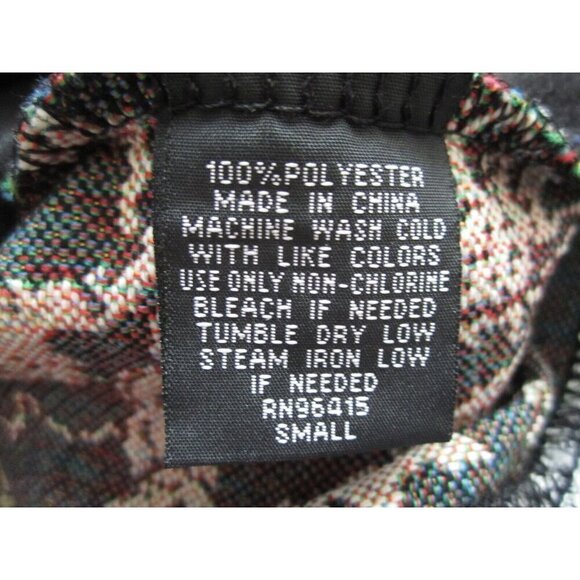 100% POLYESTER
MADE IN CHINA
MACHINE WASH COLD
WITH LIKE COLORS
USE ONLY NON-CHLORINE
BLEACH IF NEEDED
TUMBLE DRY LOW
STEAM IRON LOW
IF NEEDED
RN96415
SMALL